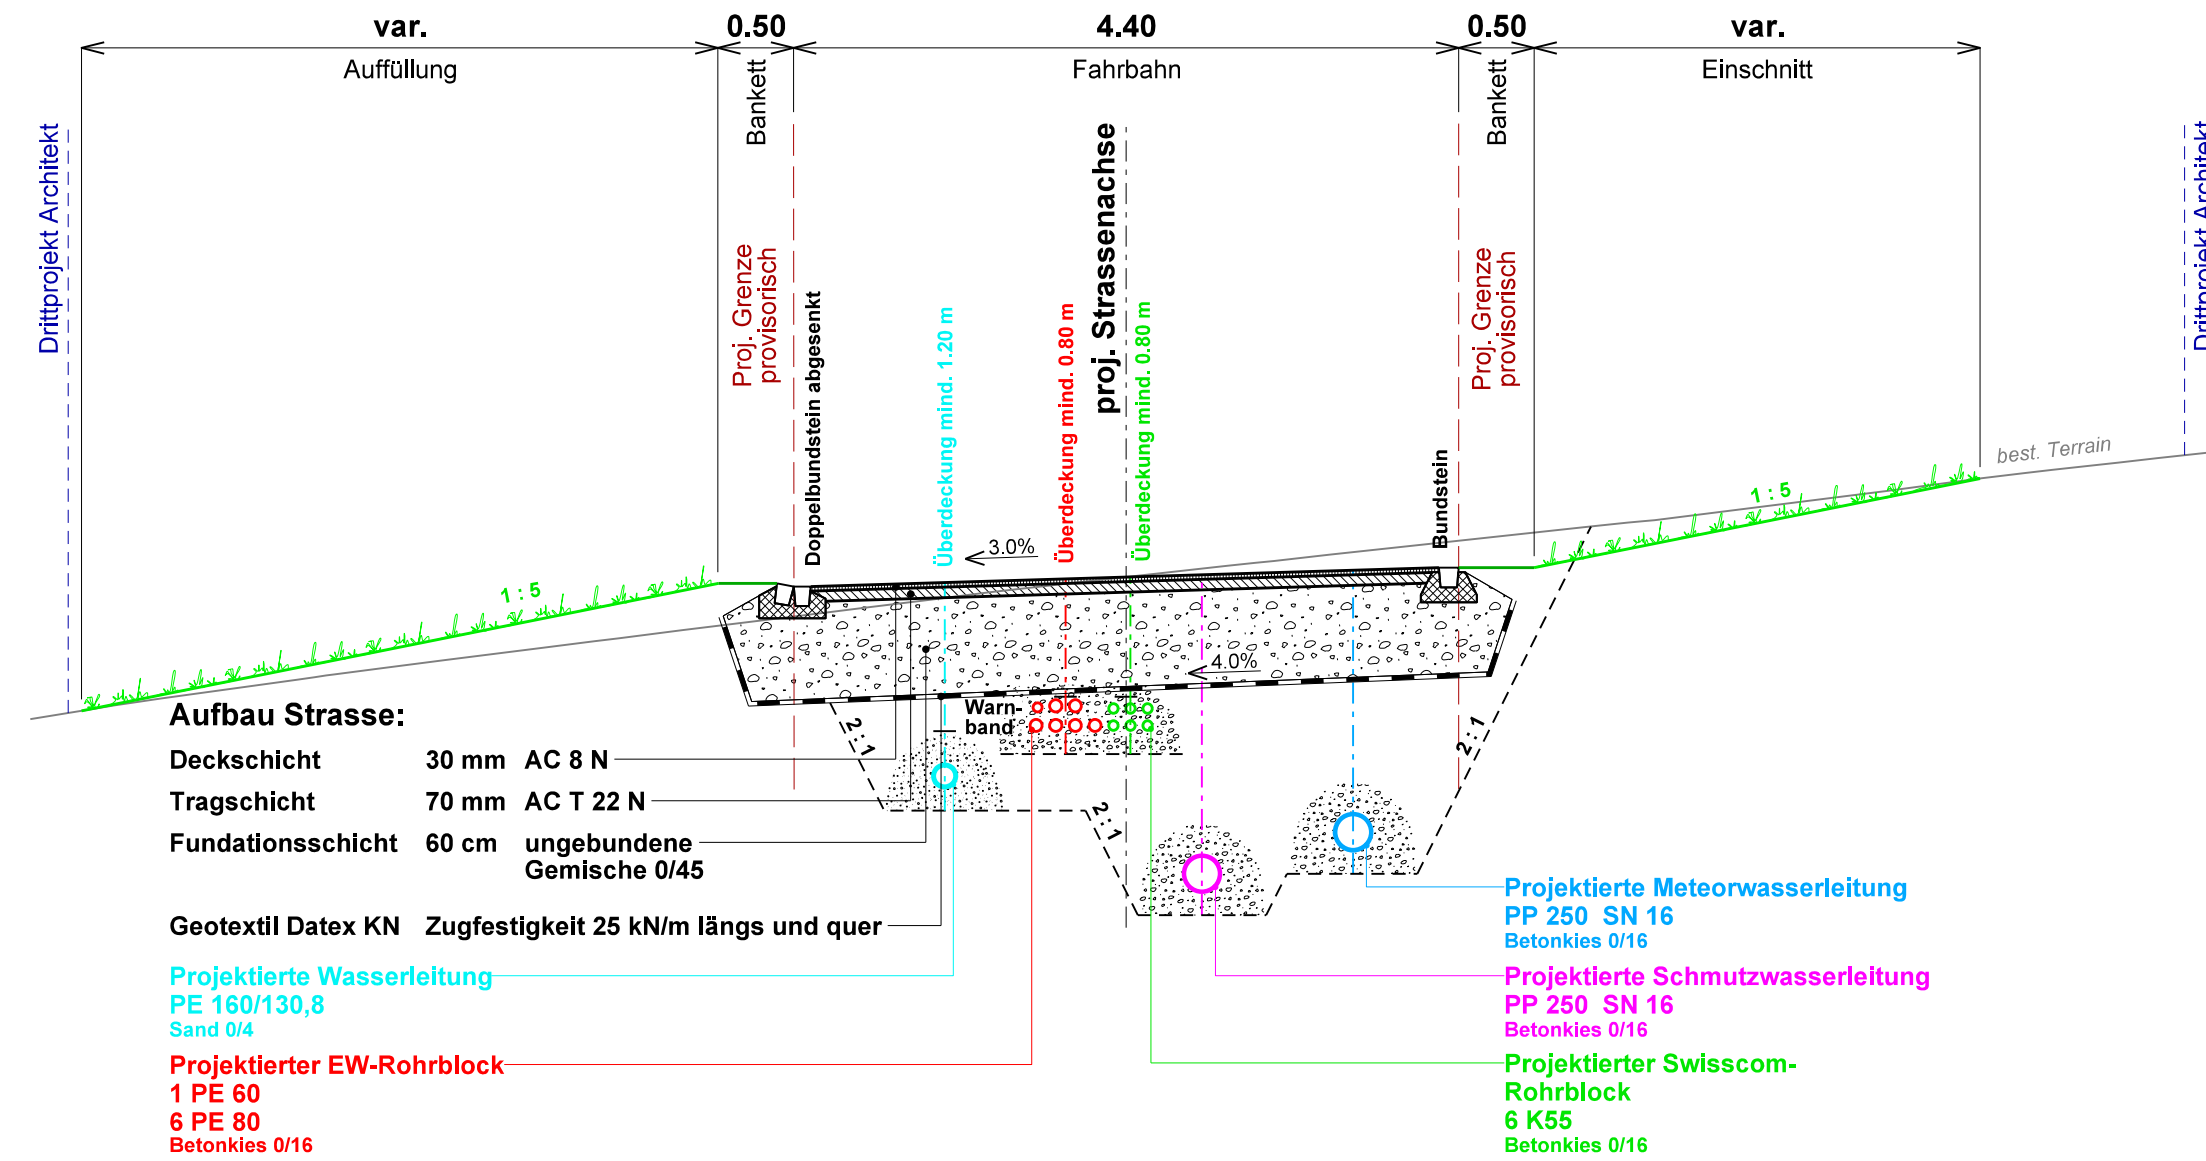 var.
0.50
4.40
0.50
var.
Auffüllung
Bankett
Fahrbahn
Bankett
Einschnitt
Drittprojekt Architekt
Proj. Grenze
provisorisch
Doppelbundstein abgesenkt
Überdeckung mind. 1.20 m
Überdeckung mind. 0.80 m
proj. Strassenachse
Überdeckung mind. 0.80 m
Bundstein
Proj. Grenze
provisorisch
Drittprojekt Architekt
best. Terrain
1 : 5
3.0%
1 : 5
4.0%
Warn-
band
2 : 1
2 : 1
2 : 1
Aufbau Strasse:
Deckschicht 30 mm AC 8 N
Tragschicht 70 mm AC T 22 N
Fundationsschicht 60 cm ungebundene
Gemische 0/45
Geotextil Datex KN Zugfestigkeit 25 kN/m längs und quer
Projektierte Wasserleitung
PE 160/130,8
Sand 0/4
Projektierter EW-Rohrblock
1 PE 60
6 PE 80
Betonkies 0/16
Projektierte Meteorwasserleitung
PP 250 SN 16
Betonkies 0/16
Projektierte Schmutzwasserleitung
PP 250 SN 16
Betonkies 0/16
Projektierter Swisscom-
Rohrblock
6 K55
Betonkies 0/16